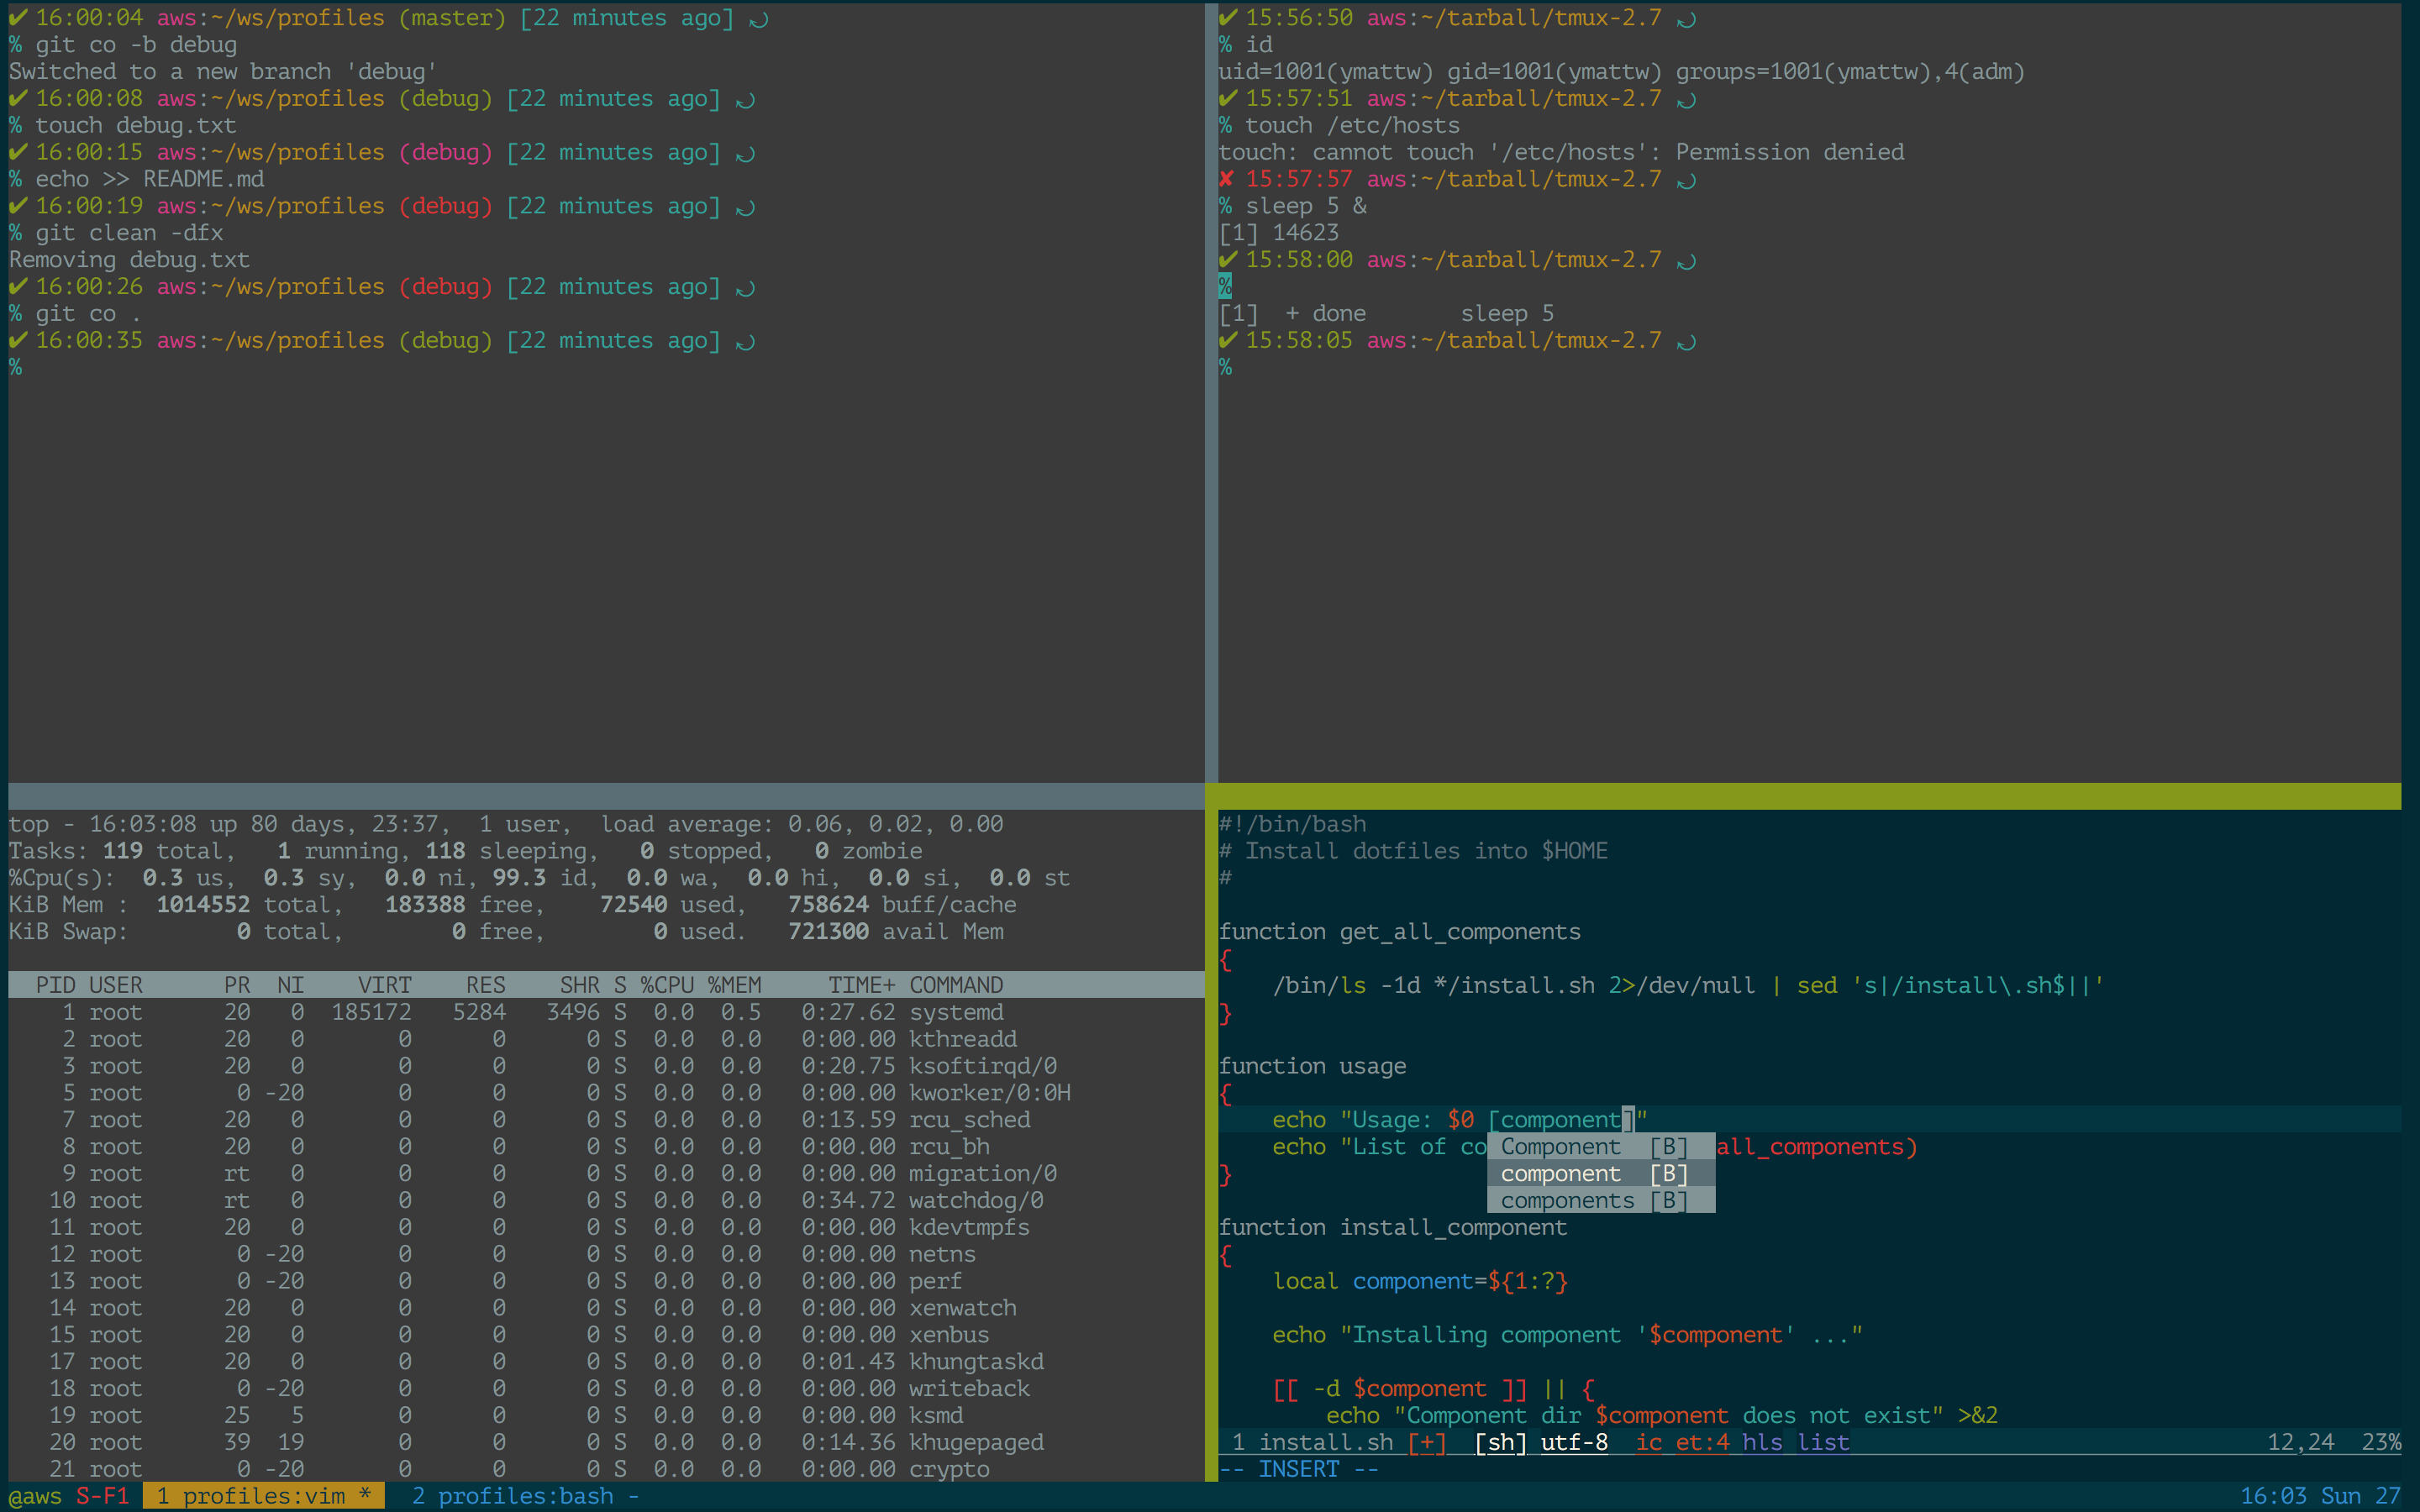 ✔ 16:00:04 aws:~/ws/profiles (master) [22 minutes ago] ⤾
% git co -b debug
Switched to a new branch 'debug'
✔ 16:00:08 aws:~/ws/profiles (debug) [22 minutes ago] ⤾
% touch debug.txt
✔ 16:00:15 aws:~/ws/profiles (debug) [22 minutes ago] ⤾
% echo >> README.md
✔ 16:00:19 aws:~/ws/profiles (debug) [22 minutes ago] ⤾
% git clean -dfx
Removing debug.txt
✔ 16:00:26 aws:~/ws/profiles (debug) [22 minutes ago] ⤾
% git co .
✔ 16:00:35 aws:~/ws/profiles (debug) [22 minutes ago] ⤾
%
✔ 15:56:50 aws:~/tarball/tmux-2.7 ⤾
% id
uid=1001(ymattw) gid=1001(ymattw) groups=1001(ymattw),4(adm)
✔ 15:57:51 aws:~/tarball/tmux-2.7 ⤾
% touch /etc/hosts
touch: cannot touch '/etc/hosts': Permission denied
✘ 15:57:57 aws:~/tarball/tmux-2.7 ⤾
% sleep 5 &
[1] 14623
✔ 15:58:00 aws:~/tarball/tmux-2.7 ⤾
%
[1]  + done       sleep 5
✔ 15:58:05 aws:~/tarball/tmux-2.7 ⤾
%
top - 16:03:08 up 80 days, 23:37,  1 user,  load average: 0.06, 0.02, 0.00
Tasks: 119 total,   1 running, 118 sleeping,   0 stopped,   0 zombie
%Cpu(s):  0.3 us,  0.3 sy,  0.0 ni, 99.3 id,  0.0 wa,  0.0 hi,  0.0 si,  0.0 st
KiB Mem :  1014552 total,   183388 free,    72540 used,   758624 buff/cache
KiB Swap:        0 total,        0 free,        0 used.   721300 avail Mem
PID USER      PR  NI    VIRT    RES    SHR S %CPU %MEM     TIME+ COMMAND
1 root      20   0  185172   5284   3496 S  0.0  0.5   0:27.62 systemd
2 root      20   0       0      0      0 S  0.0  0.0   0:00.00 kthreadd
3 root      20   0       0      0      0 S  0.0  0.0   0:20.75 ksoftirqd/0
5 root       0 -20       0      0      0 S  0.0  0.0   0:00.00 kworker/0:0H
7 root      20   0       0      0      0 S  0.0  0.0   0:13.59 rcu_sched
8 root      20   0       0      0      0 S  0.0  0.0   0:00.00 rcu_bh
9 root      rt   0       0      0      0 S  0.0  0.0   0:00.00 migration/0
10 root      rt   0       0      0      0 S  0.0  0.0   0:34.72 watchdog/0
11 root      20   0       0      0      0 S  0.0  0.0   0:00.00 kdevtmpfs
12 root       0 -20       0      0      0 S  0.0  0.0   0:00.00 netns
13 root       0 -20       0      0      0 S  0.0  0.0   0:00.00 perf
14 root      20   0       0      0      0 S  0.0  0.0   0:00.00 xenwatch
15 root      20   0       0      0      0 S  0.0  0.0   0:00.00 xenbus
17 root      20   0       0      0      0 S  0.0  0.0   0:01.43 khungtaskd
18 root       0 -20       0      0      0 S  0.0  0.0   0:00.00 writeback
19 root      25   5       0      0      0 S  0.0  0.0   0:00.00 ksmd
20 root      39  19       0      0      0 S  0.0  0.0   0:14.36 khugepaged
21 root       0 -20       0      0      0 S  0.0  0.0   0:00.00 crypto
#!/bin/bash
# Install dotfiles into $HOME
#
function get_all_components
{
    /bin/ls -1d */install.sh 2>/dev/null | sed 's|/install\.sh$||'
}
function usage
{
    echo "Usage: $0 [component]"
    echo "List of co Component  [B] all_components)
} component  [B]
components [B]
function install_component
{
    local component=${1:?}
    echo "Installing component '$component' ..."
    [[ -d $component ]] || {
        echo "Component dir $component does not exist" >&2
1 install.sh [+]  [sh] utf-8  ic et:4 hls list 12,24  23%
-- INSERT --
@aws S-F1 1 profiles:vim * 2 profiles:bash - 16:03 Sun 27